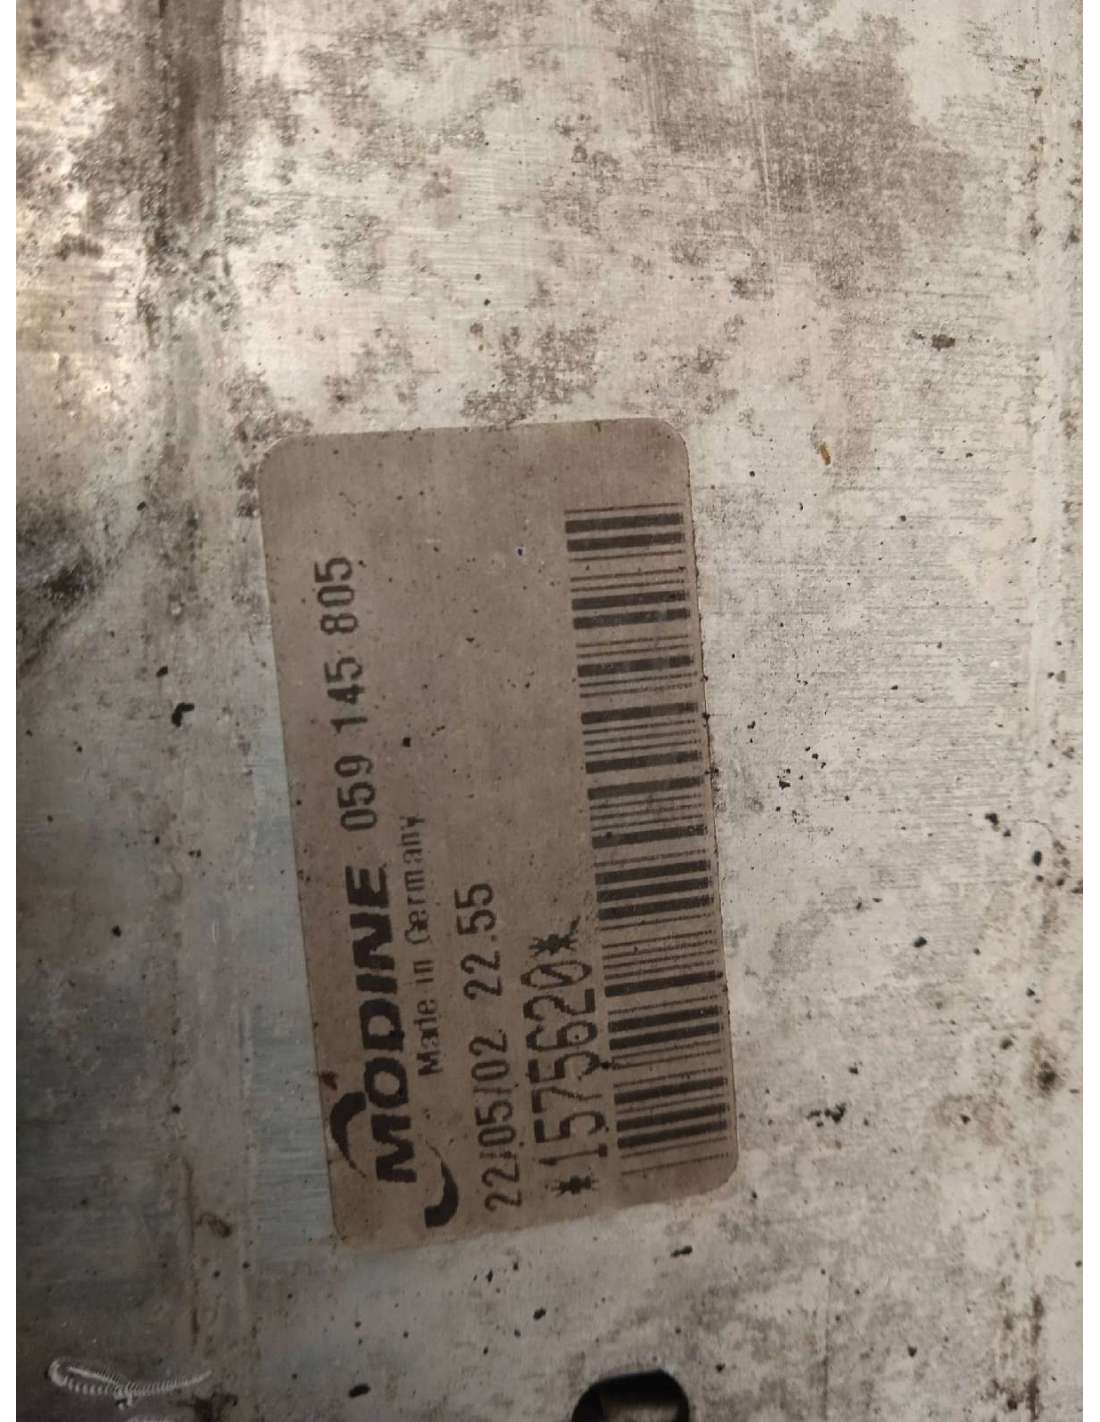 MODINE 059 145 805
Made in Germany
22/05/02 22.55
*1575620*